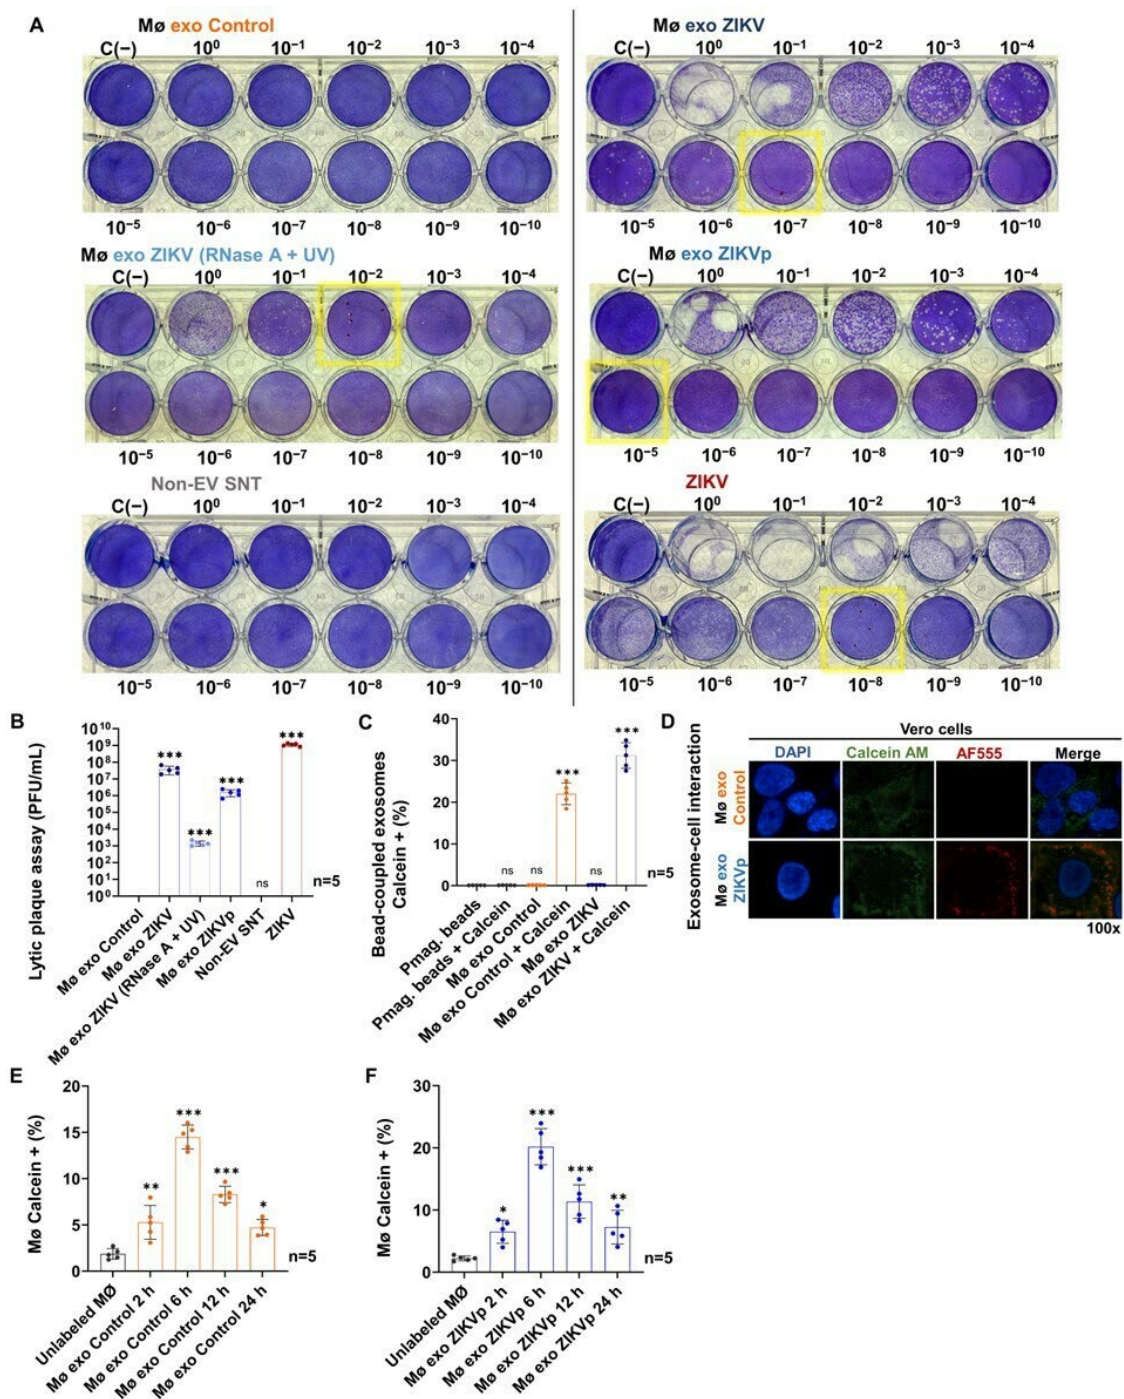 A
Mø exo Control
C(−) 10⁰ 10⁻¹ 10⁻² 10⁻³ 10⁻⁴
10⁻⁵ 10⁻⁶ 10⁻⁷ 10⁻⁸ 10⁻⁹ 10⁻¹⁰
Mø exo ZIKV
C(−) 10⁰ 10⁻¹ 10⁻² 10⁻³ 10⁻⁴
10⁻⁵ 10⁻⁶ 10⁻⁷ 10⁻⁸ 10⁻⁹ 10⁻¹⁰
Mø exo ZIKV (RNase A + UV)
C(−) 10⁰ 10⁻¹ 10⁻² 10⁻³ 10⁻⁴
10⁻⁵ 10⁻⁶ 10⁻⁷ 10⁻⁸ 10⁻⁹ 10⁻¹⁰
Mø exo ZIKVp
C(−) 10⁰ 10⁻¹ 10⁻² 10⁻³ 10⁻⁴
10⁻⁵ 10⁻⁶ 10⁻⁷ 10⁻⁸ 10⁻⁹ 10⁻¹⁰
Non-EV SNT
C(−) 10⁰ 10⁻¹ 10⁻² 10⁻³ 10⁻⁴
10⁻⁵ 10⁻⁶ 10⁻⁷ 10⁻⁸ 10⁻⁹ 10⁻¹⁰
ZIKV
C(−) 10⁰ 10⁻¹ 10⁻² 10⁻³ 10⁻⁴
10⁻⁵ 10⁻⁶ 10⁻⁷ 10⁻⁸ 10⁻⁹ 10⁻¹⁰
B
Lytic plaque assay (PFU/mL)
10¹⁰
10⁹
10⁸
10⁷
10⁶
10⁵
10⁴
10³
10²
10¹
10⁰
*** *** *** ns ***
n=5
Mø exo Control
Mø exo ZIKV
Mø exo ZIKV (RNase A + UV)
Mø exo ZIKVp
Non-EV SNT
ZIKV
C
Bead-coupled exosomes
Calcein + (%)
40
30
20
10
0
ns ns *** ns ***
n=5
Pmag. beads
Pmag. beads + Calcein
Mø exo Control
Mø exo Control + Calcein
Mø exo ZIKV
Mø exo ZIKV + Calcein
D
Vero cells
DAPI Calcein AM AF555 Merge
Exosome-cell interaction
Mø exo
Control
Mø exo
ZIKVp
100x
E
Mø Calcein + (%)
20
15
10
5
0
** *** *** *
n=5
Unlabeled MØ
Mø exo Control 2 h
Mø exo Control 6 h
Mø exo Control 12 h
Mø exo Control 24 h
F
Mø Calcein + (%)
30
20
10
0
* *** *** **
n=5
Unlabeled MØ
Mø exo ZIKVp 2 h
Mø exo ZIKVp 6 h
Mø exo ZIKVp 12 h
Mø exo ZIKVp 24 h